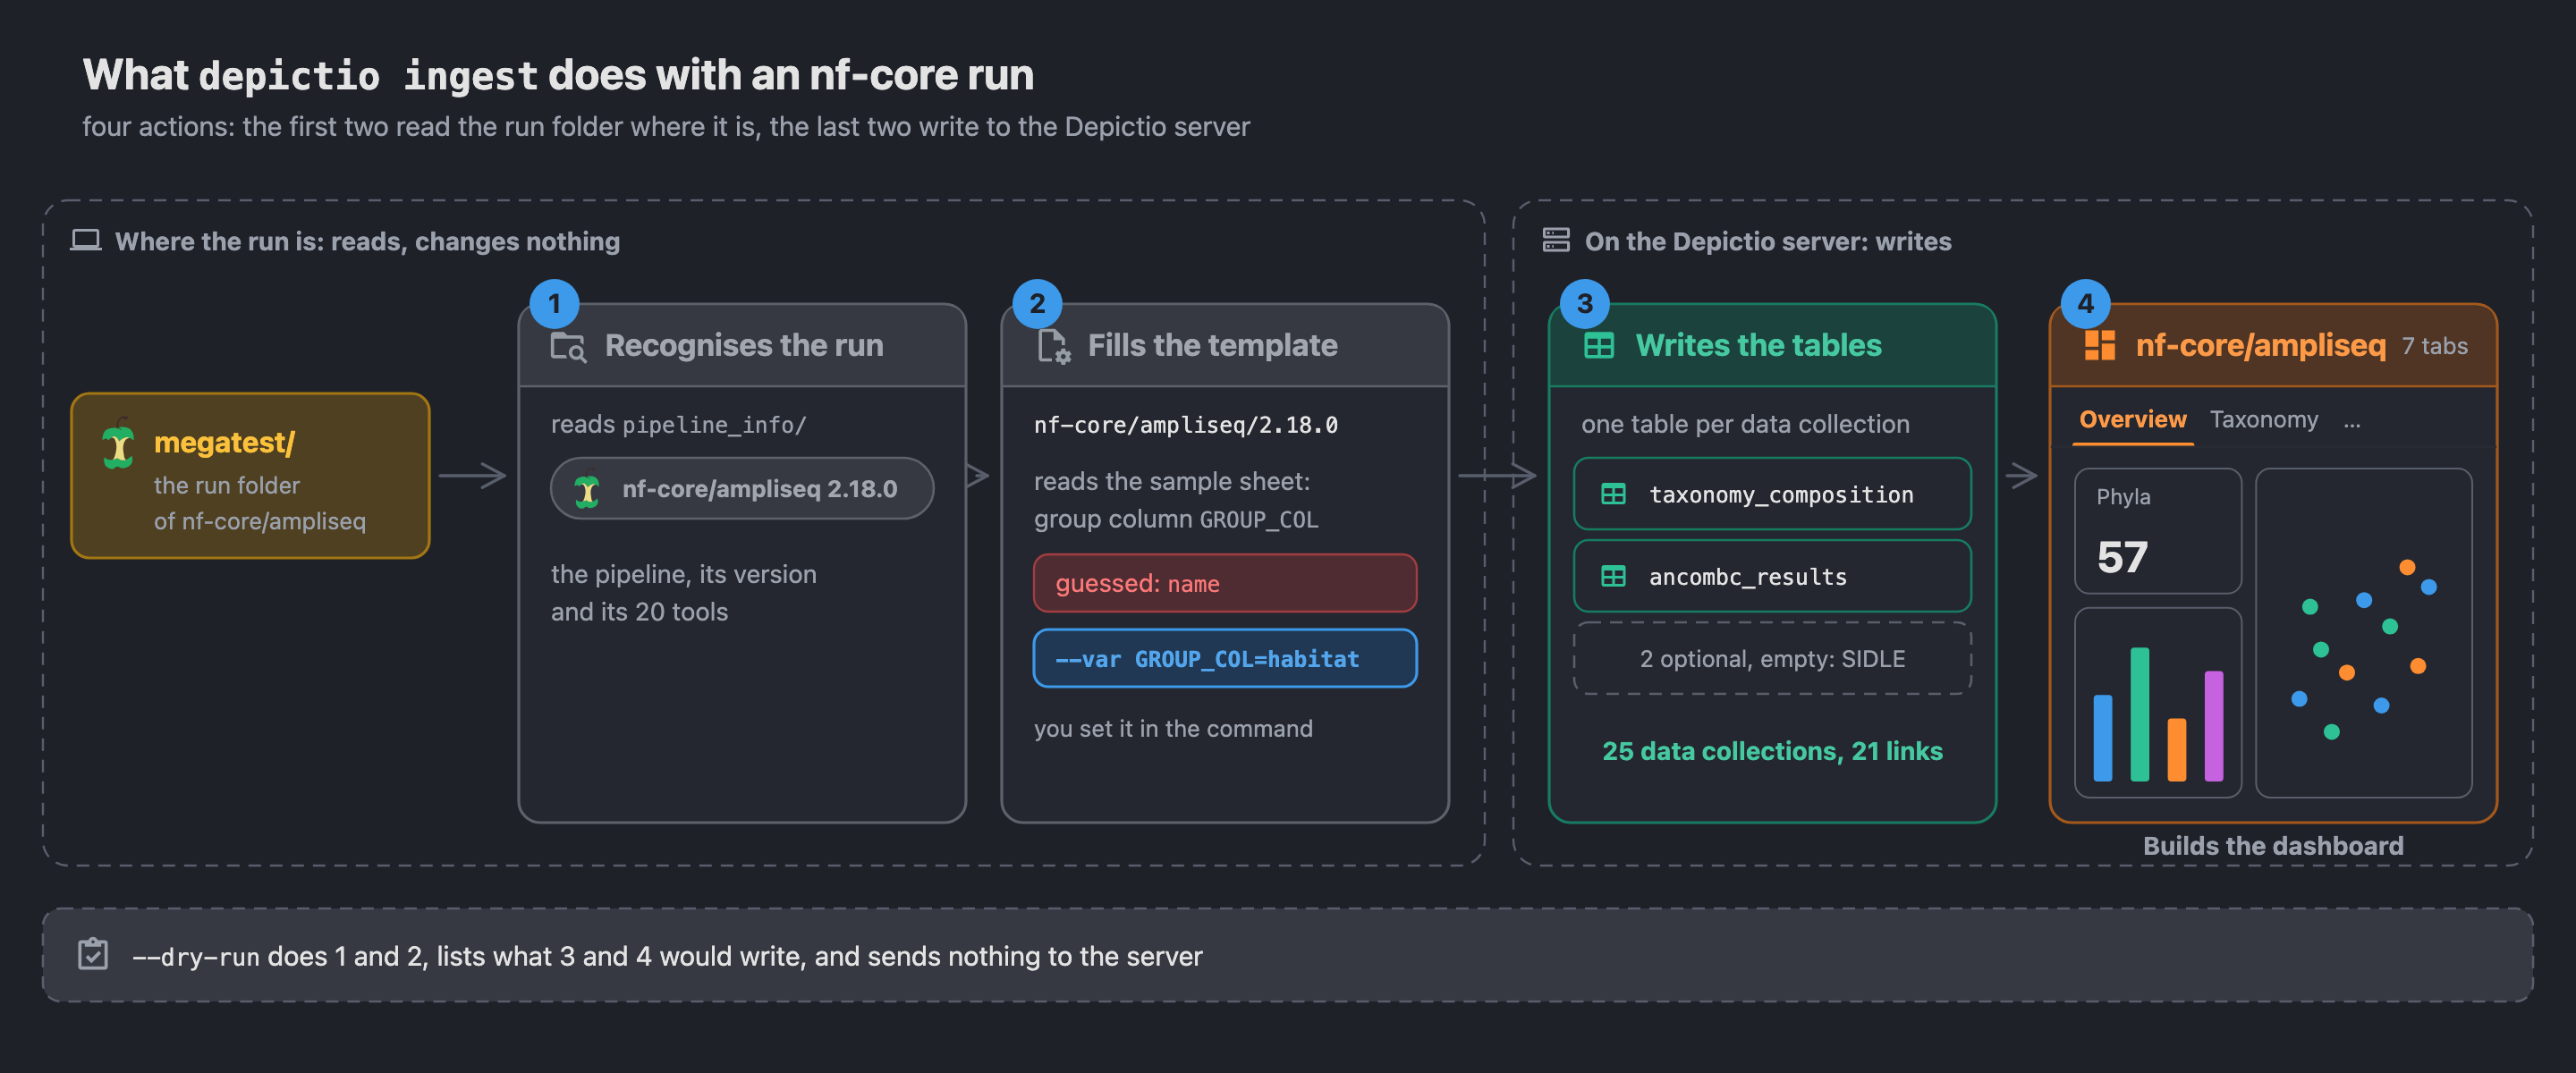 What depictio ingest does with an nf-core run
four actions: the first two read the run folder where it is, the last two write to the Depictio server
Where the run is: reads, changes nothing
megatest/
the run folder
of nf-core/ampliseq
1
Recognises the run
reads pipeline_info/
nf-core/ampliseq 2.18.0
the pipeline, its version
and its 20 tools
2
Fills the template
nf-core/ampliseq/2.18.0
reads the sample sheet:
group column GROUP_COL
guessed: name
--var GROUP_COL=habitat
you set it in the command
On the Depictio server: writes
3
Writes the tables
one table per data collection
taxonomy_composition
ancombc_results
2 optional, empty: SIDLE
25 data collections, 21 links
4
nf-core/ampliseq 7 tabs
Overview Taxonomy ...
Phyla
57
Builds the dashboard
--dry-run does 1 and 2, lists what 3 and 4 would write, and sends nothing to the server